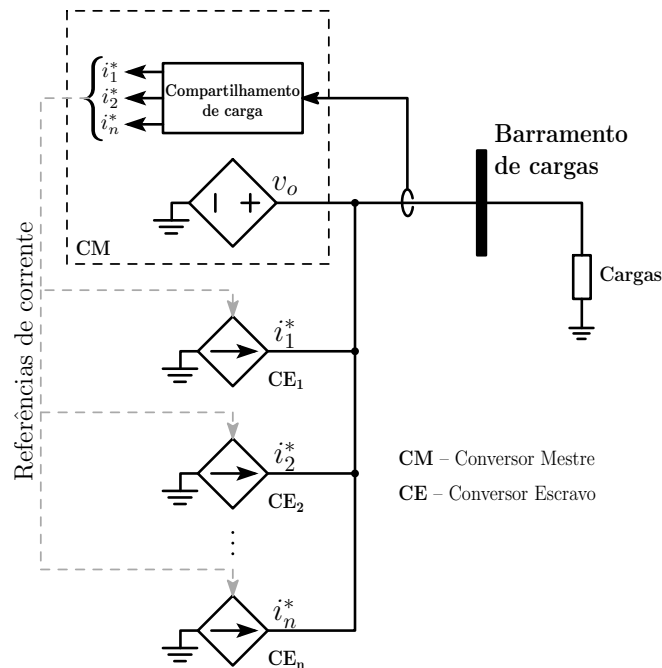 i₁*
i₂*
iₙ*
Compartilhamento
de carga
Barramento
de cargas
vₒ
CM
Cargas
Referências de corrente
i₁*
CE₁
i₂*
CE₂
CM – Conversor Mestre
CE – Conversor Escravo
iₙ*
CEₙ